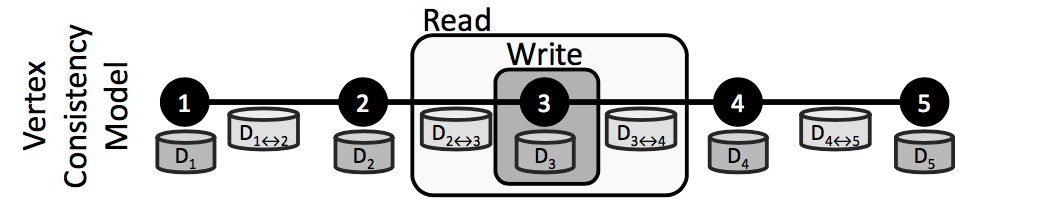 Vertex
Consistency
Model
Read
Write
1 2 3 4 5
D1↔2 D2↔3 D3↔4 D4↔5
D1 D2 D3 D4 D5